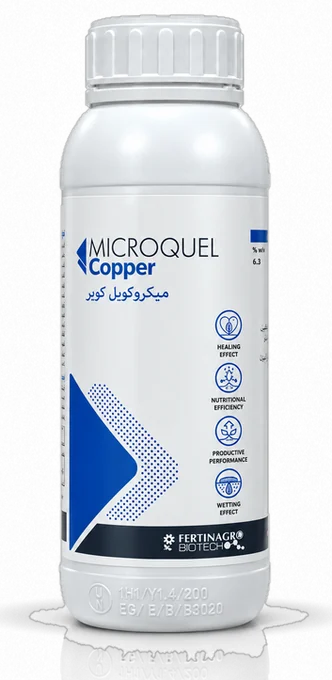 MICROQUEL
Copper
ميكروكويل كوبر
% w/v
6.3
HEALING
EFFECT
NUTRITIONAL
EFFICIENCY
PRODUCTIVE
PERFORMANCE
WETTING
EFFECT
FERTINAGRO
BIOTECH
1H1/Y1.4/200
EG/ E/B/B3020